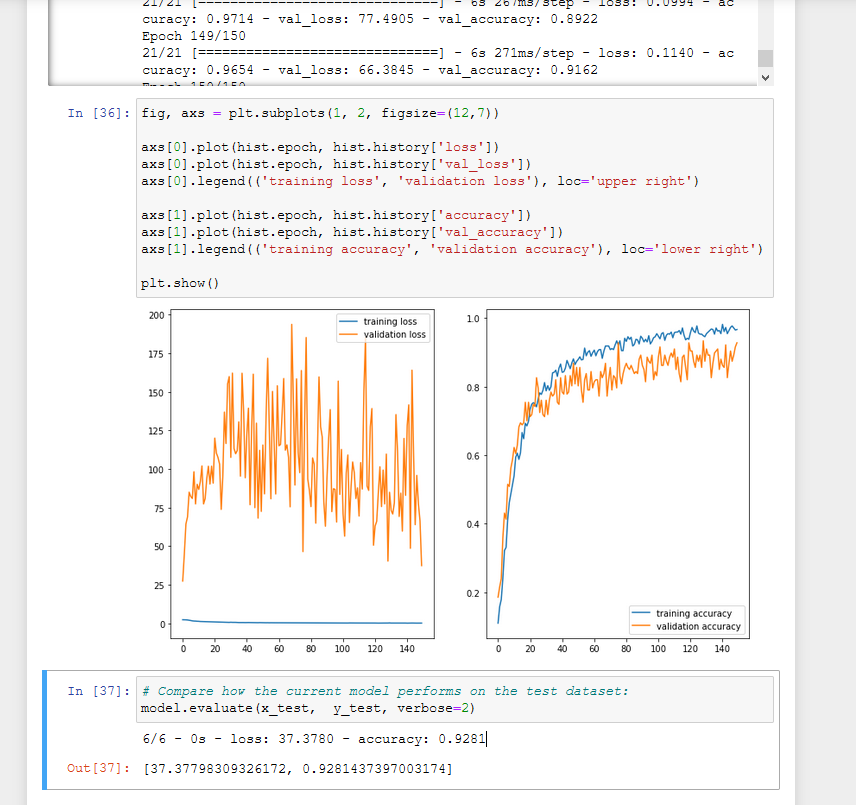 21/21 [==============================] - 6s 267ms/step - loss: 0.0994 - ac
curacy: 0.9714 - val_loss: 77.4905 - val_accuracy: 0.8922
Epoch 149/150
21/21 [==============================] - 6s 271ms/step - loss: 0.1140 - ac
curacy: 0.9654 - val_loss: 66.3845 - val_accuracy: 0.9162
Epoch 150/150
In [36]: fig, axs = plt.subplots(1, 2, figsize=(12,7))
axs[0].plot(hist.epoch, hist.history['loss'])
axs[0].plot(hist.epoch, hist.history['val_loss'])
axs[0].legend(('training loss', 'validation loss'), loc='upper right')
axs[1].plot(hist.epoch, hist.history['accuracy'])
axs[1].plot(hist.epoch, hist.history['val_accuracy'])
axs[1].legend(('training accuracy', 'validation accuracy'), loc='lower right')
plt.show()
200
175
150
125
100
75
50
25
0
0 20 40 60 80 100 120 140
training loss
validation loss
1.0
0.8
0.6
0.4
0.2
0 20 40 60 80 100 120 140
training accuracy
validation accuracy
In [37]: # Compare how the current model performs on the test dataset:
model.evaluate(x_test,  y_test, verbose=2)
6/6 - 0s - loss: 37.3780 - accuracy: 0.9281
Out[37]: [37.37798309326172, 0.9281437397003174]